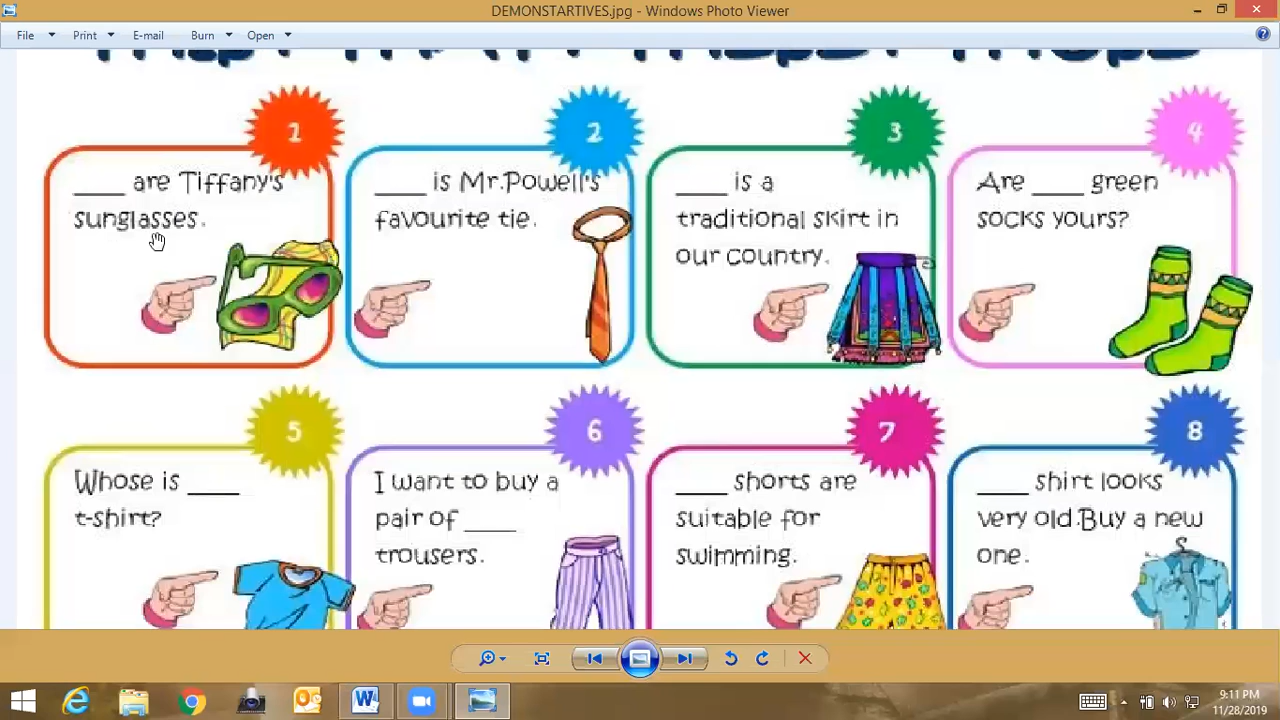 DEMONSTARTIVES.jpg - Windows Photo Viewer
File Print E-mail Burn Open
1
____ are Tiffany's
sunglasses.
2
____ is Mr.Powell's
favourite tie.
3
____ is a
traditional skirt in
our country.
4
Are ____ green
socks yours?
5
Whose is ____
t-shirt?
6
I want to buy a
pair of ____
trousers.
7
____ shorts are
suitable for
swimming.
8
____ shirt looks
very old.Buy a new
one.
9:11 PM
11/28/2019